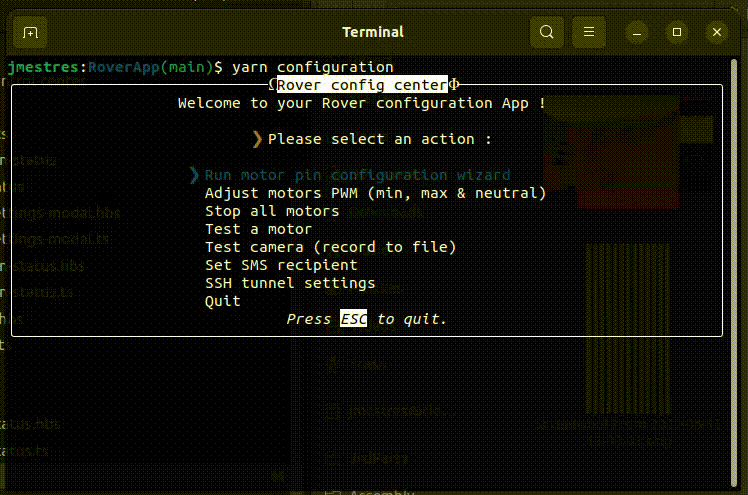 Terminal
jmestres:RoverApp(main)$ yarn configuration
ΩRover config centerΦ
Welcome to your Rover configuration App !
❯ Please select an action :
❯ Run motor pin configuration wizard
Adjust motors PWM (min, max & neutral)
Stop all motors
Test a motor
Test camera (record to file)
Set SMS recipient
SSH tunnel settings
Quit
Press ESC to quit.